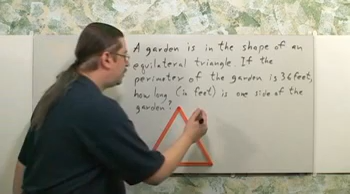 A garden is in the shape of an
equilateral triangle. If the
perimeter of the garden is 36 feet,
how long (in feet) is one side of the
garden?